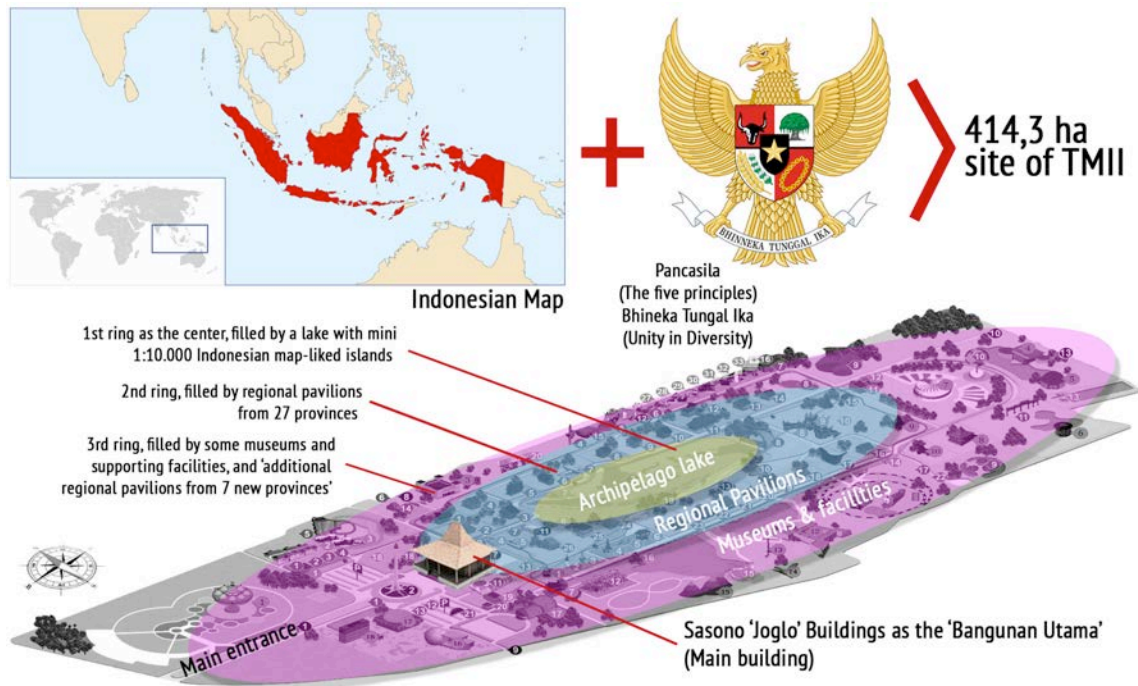 BHINNEKA TUNGGAL IKA
414,3 ha
site of TMII
Indonesian Map
Pancasila
(The five principles)
Bhineka Tungal Ika
(Unity in Diversity)
1st ring as the center, filled by a lake with mini
1:10.000 Indonesian map-liked islands
2nd ring, filled by regional pavilions
from 27 provinces
3rd ring, filled by some museums and
supporting facilities, and ‘additional
regional pavilions from 7 new provinces’
Archipelago lake
Regional Pavilions
Museums & facilities
Main entrance
Sasono ‘Joglo’ Buildings as the ‘Bangunan Utama’
(Main building)